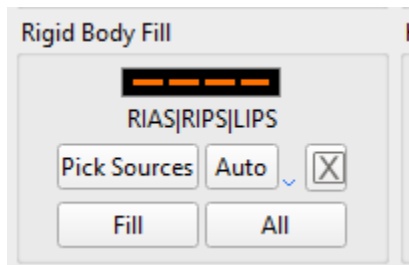 Rigid Body Fill
----
RIAS|RIPS|LIPS
Pick Sources Auto X
Fill All